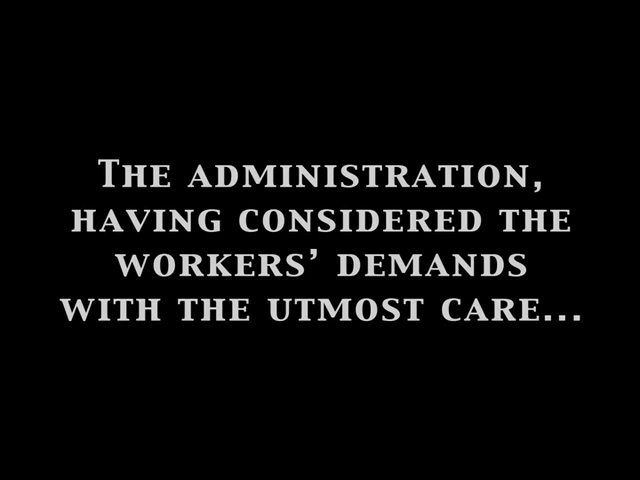 The administration,
having considered the
workers’ demands
with the utmost care...